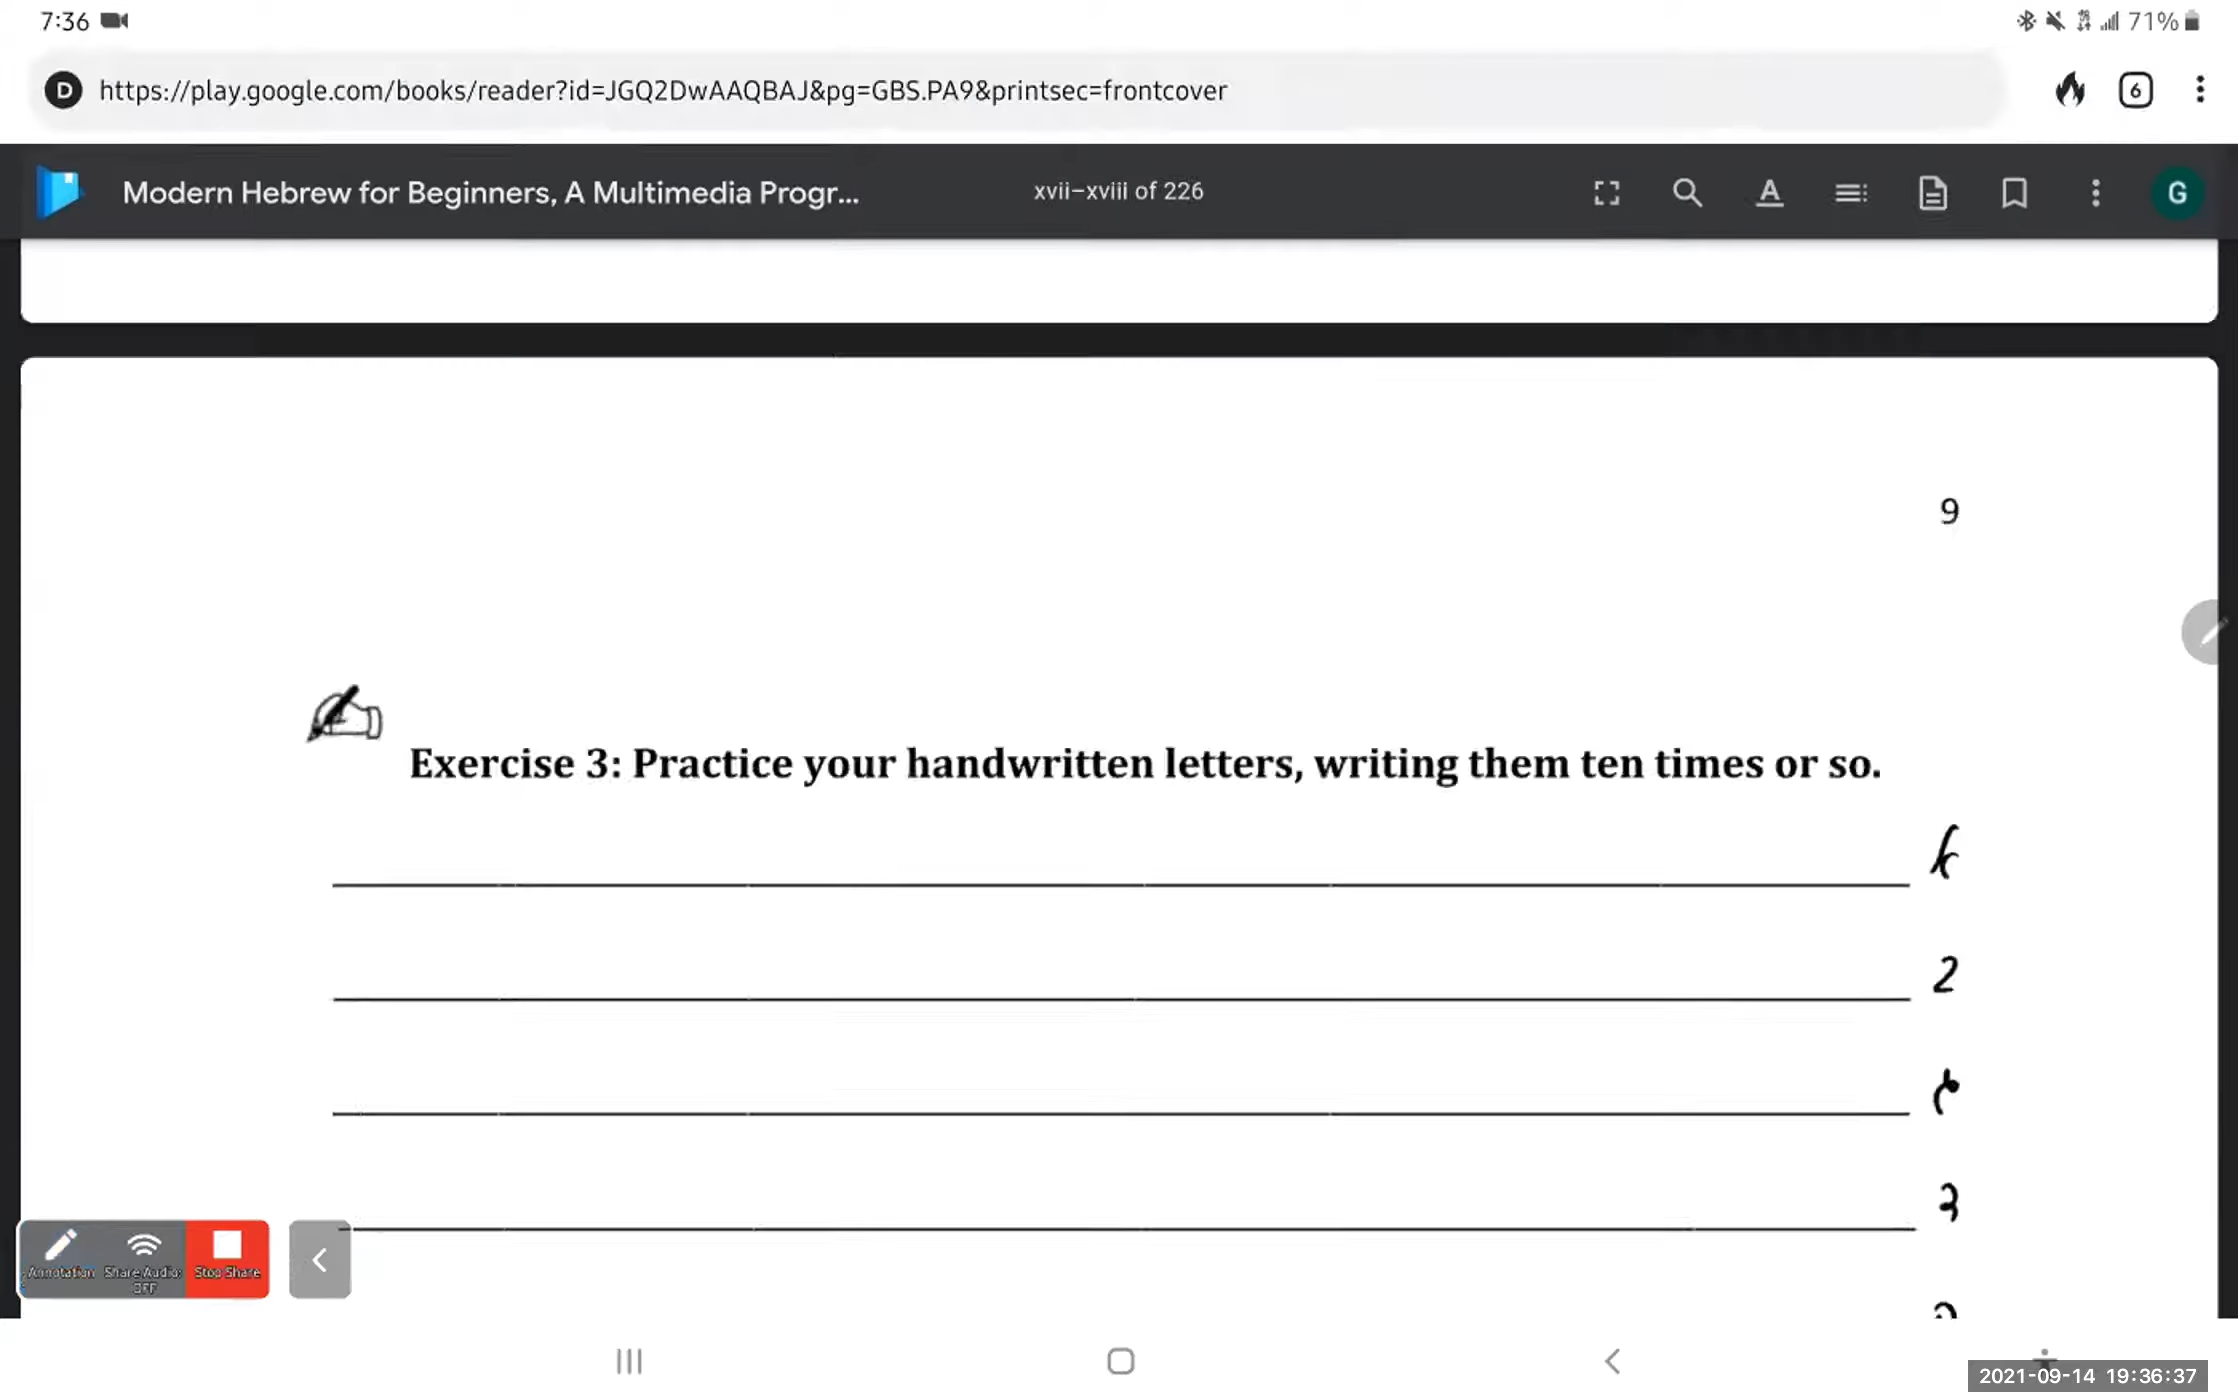 7:36
71%
D https://play.google.com/books/reader?id=JGQ2DwAAQBAJ&pg=GBS.PA9&printsec=frontcover
6
Modern Hebrew for Beginners, A Multimedia Progr...
xvii–xviii of 226
A
G
9
Exercise 3: Practice your handwritten letters, writing them ten times or so.
א
ב
ג
ד
Annotation Share Audio: Stop Share
OFF
2021-09-14 19:36:37